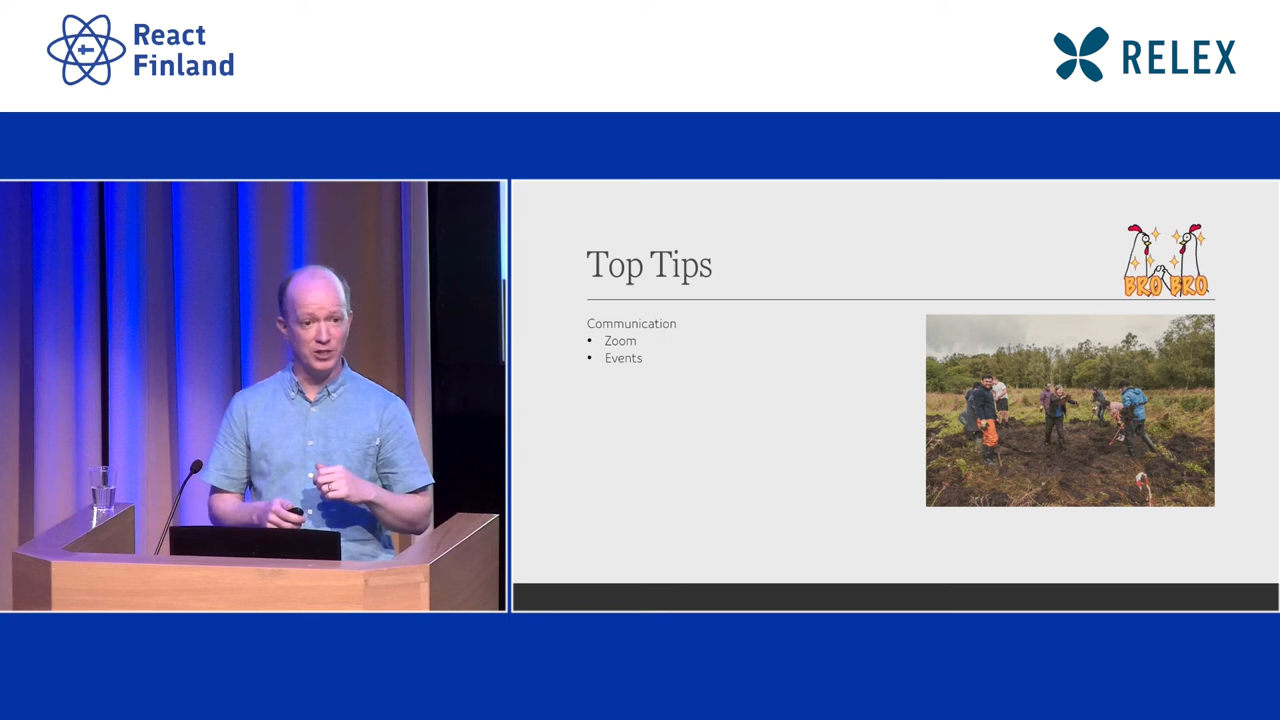 React
Finland
RELEX
Top Tips
BRO BRO
Communication
• Zoom
• Events